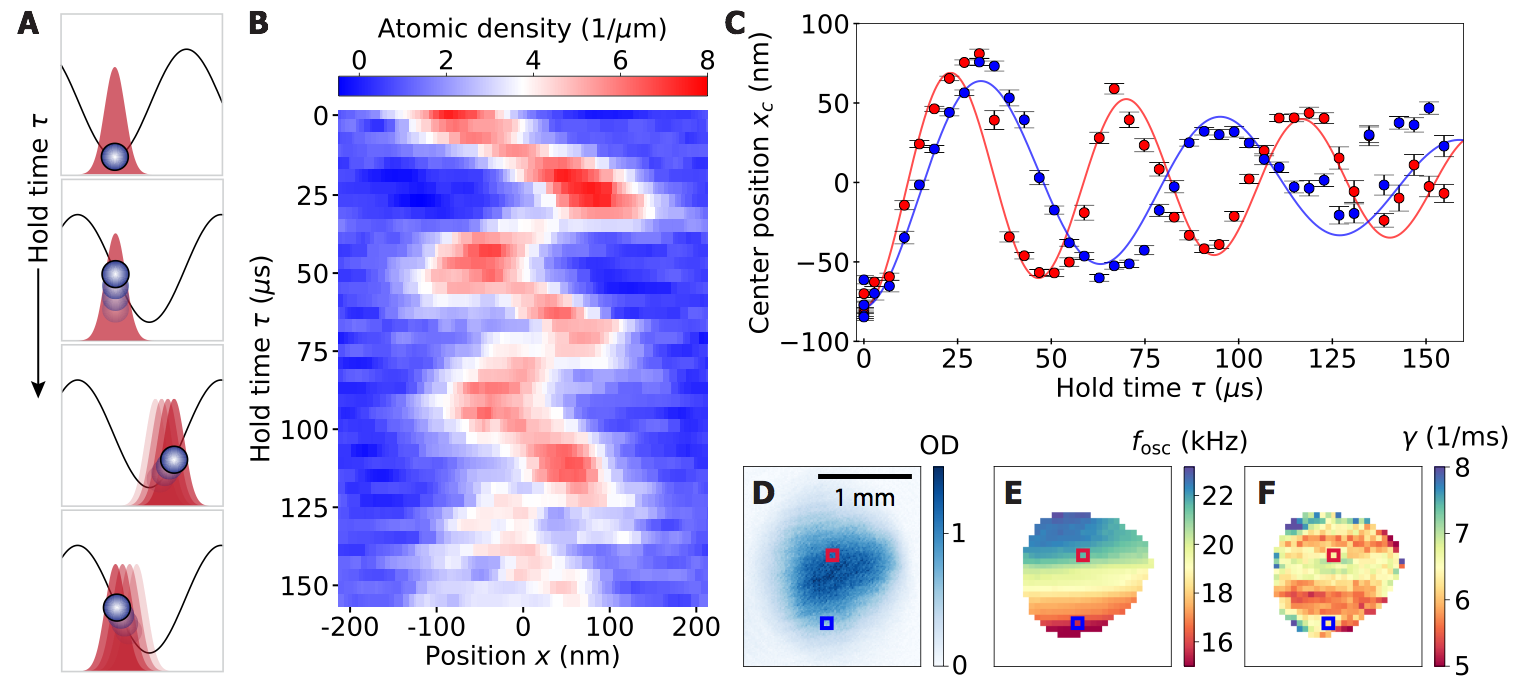 A
Hold time τ
B
Atomic density (1/μm)
0 2 4 6 8
0
25
50
75
100
125
150
Hold time τ (μs)
-200 -100 0 100 200
Position x (nm)
C
100
50
0
−50
−100
Center position x_c (nm)
0 25 50 75 100 125 150
Hold time τ (μs)
D
1 mm
OD
1
0
E
f_osc (kHz)
22
20
18
16
F
γ (1/ms)
8
7
6
5